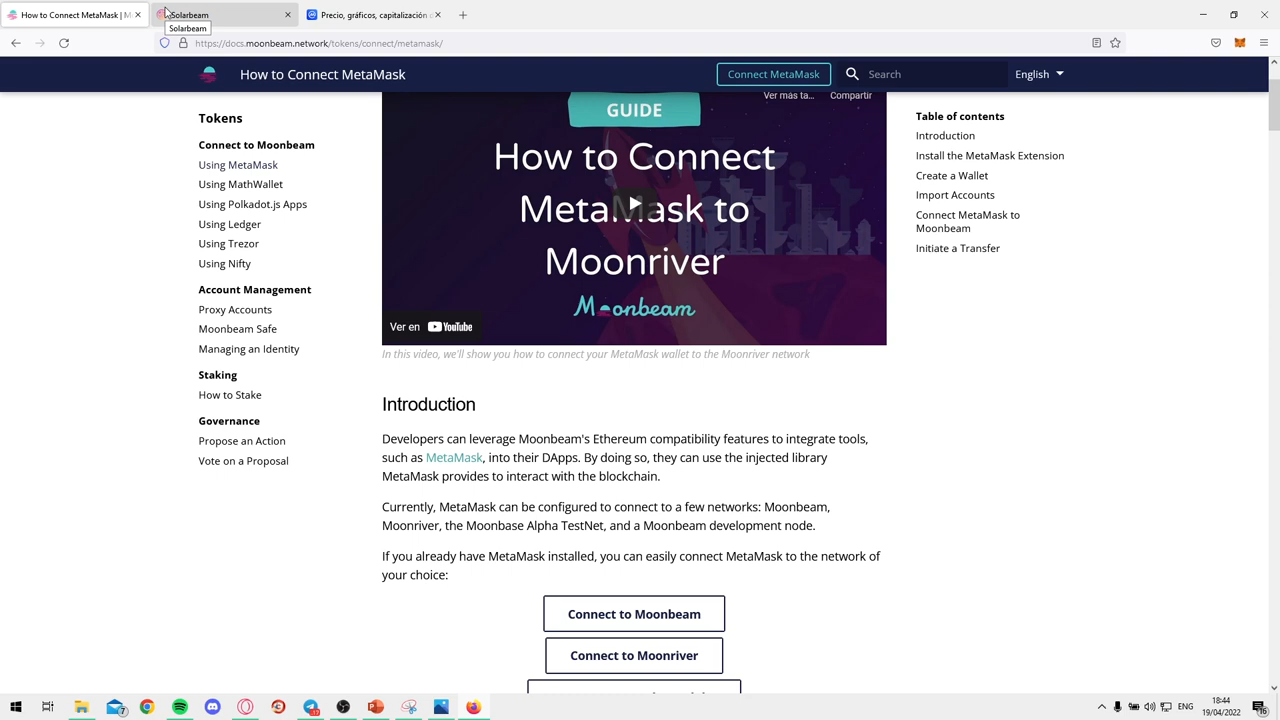 How to Connect MetaMask | M
Solarbeam
Precio, gráficos, capitalización d
Solarbeam
https://docs.moonbeam.network/tokens/connect/metamask/
How to Connect MetaMask
Connect MetaMask
Search
English
Tokens
Connect to Moonbeam
Using MetaMask
Using MathWallet
Using Polkadot.js Apps
Using Ledger
Using Trezor
Using Nifty
Account Management
Proxy Accounts
Moonbeam Safe
Managing an Identity
Staking
How to Stake
Governance
Propose an Action
Vote on a Proposal
Ver más ta...
Compartir
GUIDE
How to Connect
MetaMask to
Moonriver
Moonbeam
Ver en YouTube
In this video, we'll show you how to connect your MetaMask wallet to the Moonriver network
Introduction
Developers can leverage Moonbeam's Ethereum compatibility features to integrate tools,
such as MetaMask, into their DApps. By doing so, they can use the injected library
MetaMask provides to interact with the blockchain.
Currently, MetaMask can be configured to connect to a few networks: Moonbeam,
Moonriver, the Moonbase Alpha TestNet, and a Moonbeam development node.
If you already have MetaMask installed, you can easily connect MetaMask to the network of
your choice:
Connect to Moonbeam
Connect to Moonriver
Table of contents
Introduction
Install the MetaMask Extension
Create a Wallet
Import Accounts
Connect MetaMask to
Moonbeam
Initiate a Transfer
7
ENG
18:44
19/04/2022
16